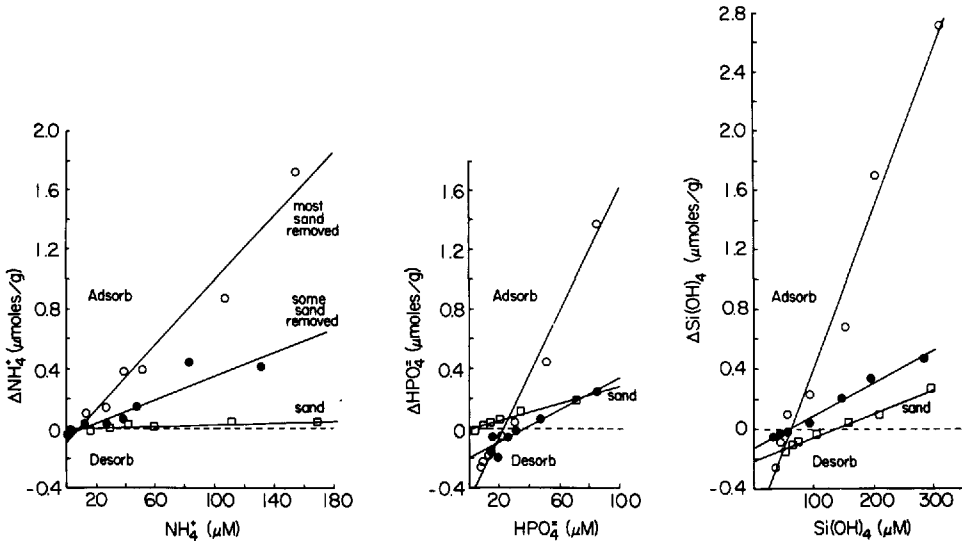 2.0
1.6
1.2
0.8
0.4
0
-0.4
ΔNH₄⁺ (μmoles/g)
Adsorb
Desorb
most
sand
removed
some
sand
removed
sand
20
60
100
140
180
NH₄⁺ (μM)
1.6
1.2
0.8
0.4
0
-0.4
ΔHPO₄⁼ (μmoles/g)
Adsorb
sand
Desorb
20
60
100
HPO₄⁼ (μM)
2.8
2.4
2.0
1.6
1.2
0.8
0.4
0
-0.4
ΔSi(OH)₄ (μmoles/g)
Adsorb
sand
Desorb
100
200
300
Si(OH)₄ (μM)